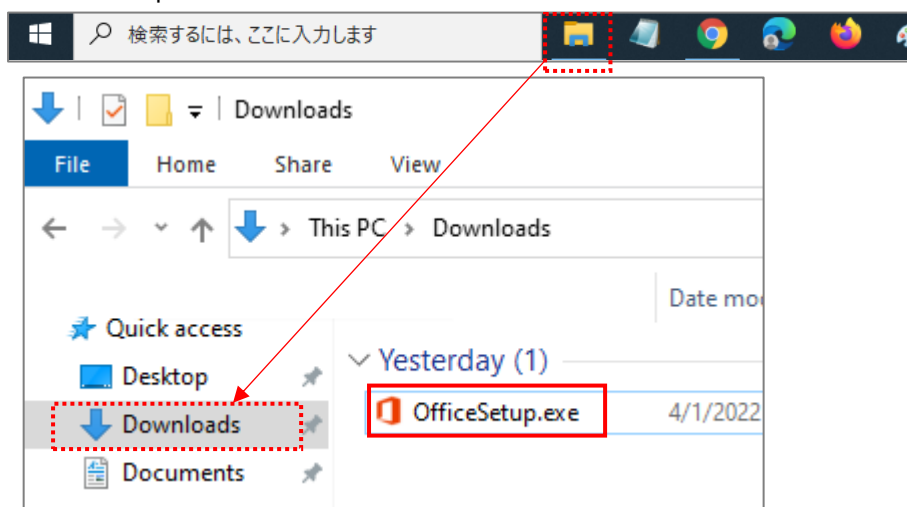 検索するには、ここに入力します
Downloads
File Home Share View
This PC > Downloads
Date mo
Quick access
Yesterday (1)
Desktop
OfficeSetup.exe 4/1/2022
Downloads
Documents